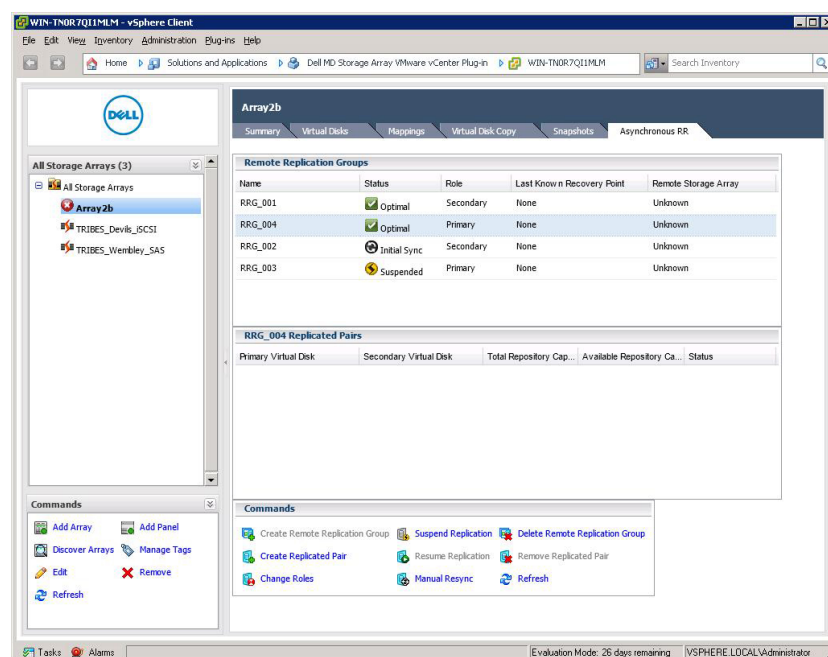 WIN-TN0R7QI1MLM - vSphere Client
File Edit View Inventory Administration Plug-ins Help
Home Solutions and Applications Dell MD Storage Array VMware vCenter Plug-in WIN-TN0R7QI1MLM Search Inventory
DELL
Array2b
Summary Virtual Disks Mappings Virtual Disk Copy Snapshots Asynchronous RR
All Storage Arrays (3)
All Storage Arrays
Array2b
TRIBES_Devils_iSCSI
TRIBES_Wembley_SAS
Remote Replication Groups
Name Status Role Last Known Recovery Point Remote Storage Array
RRG_001 Optimal Secondary None Unknown
RRG_004 Optimal Primary None Unknown
RRG_002 Initial Sync Secondary None Unknown
RRG_003 Suspended Primary None Unknown
RRG_004 Replicated Pairs
Primary Virtual Disk Secondary Virtual Disk Total Repository Cap... Available Repository Ca... Status
Commands
Add Array Add Panel
Discover Arrays Manage Tags
Edit Remove
Refresh
Commands
Create Remote Replication Group Suspend Replication Delete Remote Replication Group
Create Replicated Pair Resume Replication Remove Replicated Pair
Change Roles Manual Resync Refresh
Tasks Alarms Evaluation Mode: 26 days remaining VSPHERE.LOCAL\Administrator